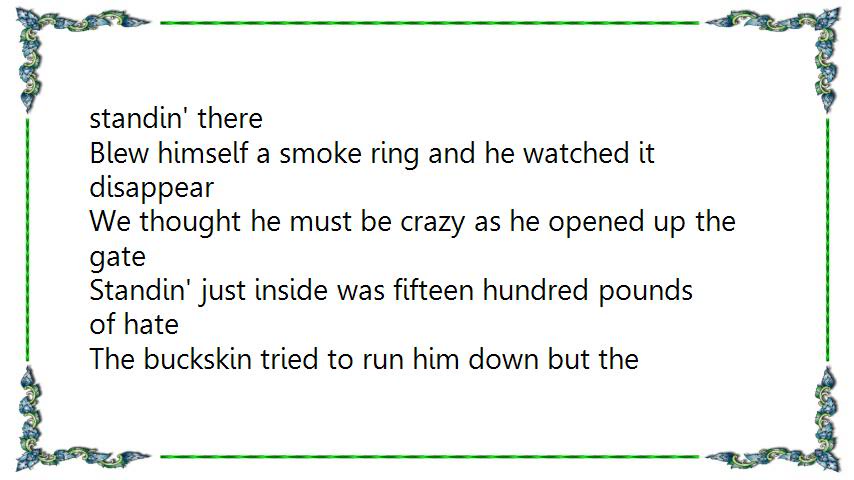 standin' there
Blew himself a smoke ring and he watched it
disappear
We thought he must be crazy as he opened up the
gate
Standin' just inside was fifteen hundred pounds
of hate
The buckskin tried to run him down but the